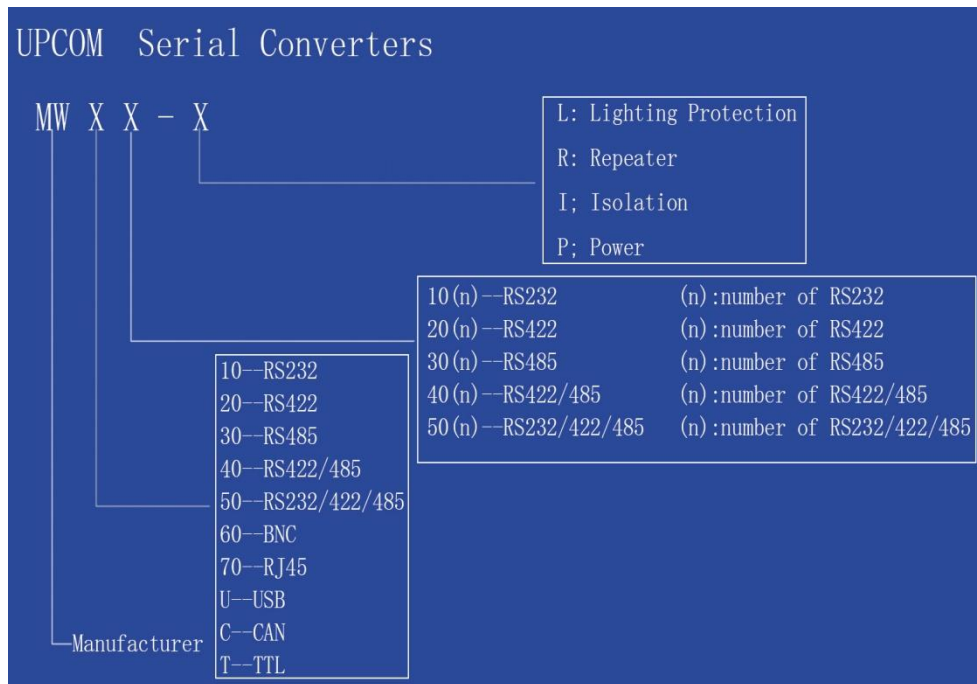 UPCOM Serial Converters
MW X X - X
L: Lighting Protection
R: Repeater
I; Isolation
P; Power
10(n)--RS232 (n):number of RS232
20(n)--RS422 (n):number of RS422
30(n)--RS485 (n):number of RS485
40(n)--RS422/485 (n):number of RS422/485
50(n)--RS232/422/485 (n):number of RS232/422/485
10--RS232
20--RS422
30--RS485
40--RS422/485
50--RS232/422/485
60--BNC
70--RJ45
U--USB
C--CAN
T--TTL
Manufacturer